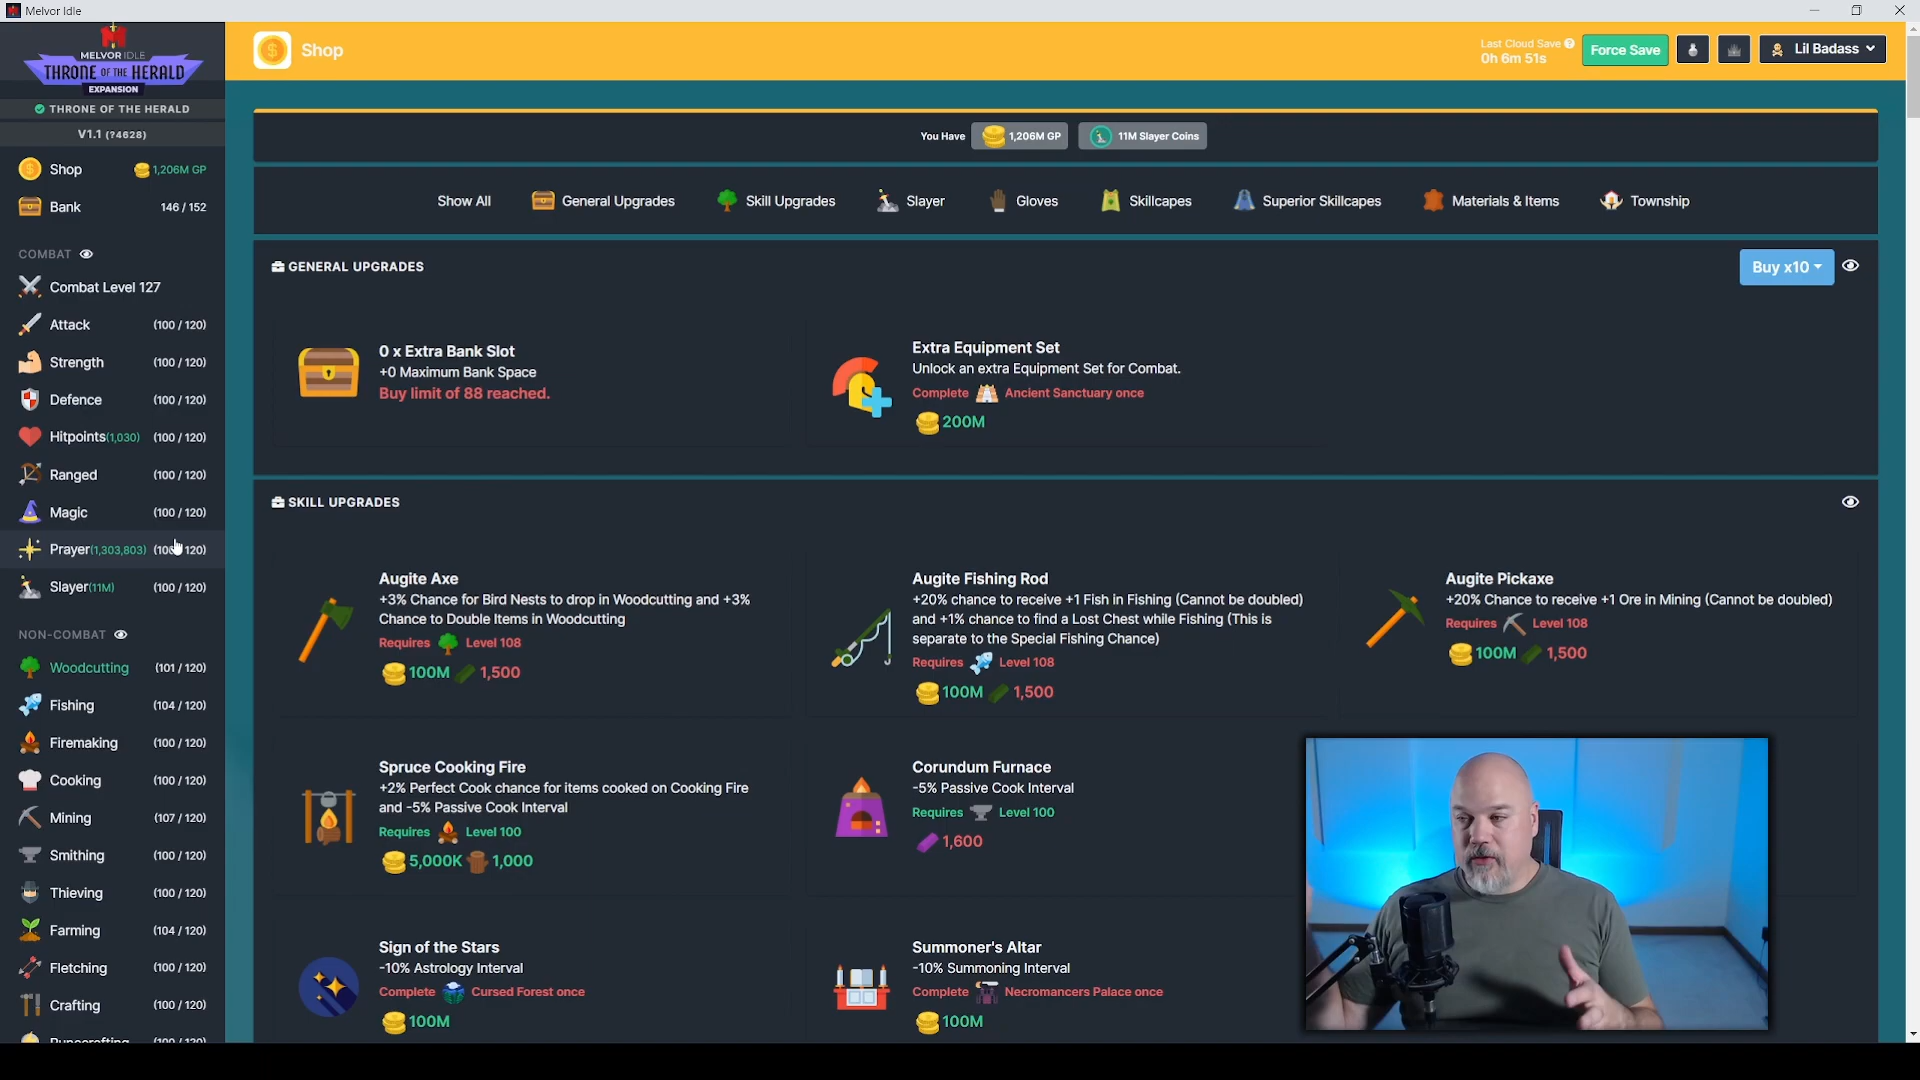 Melvor Idle
MELVOR IDLE
THRONE OF THE HERALD
EXPANSION
THRONE OF THE HERALD
V1.1 (?4628)
Shop 1,206M GP
Bank 146 / 152
COMBAT
Combat Level 127
Attack (100 / 120)
Strength (100 / 120)
Defence (100 / 120)
Hitpoints(1,030) (100 / 120)
Ranged (100 / 120)
Magic (100 / 120)
Prayer(1,303,803) (100 / 120)
Slayer(11M) (100 / 120)
NON-COMBAT
Woodcutting (101 / 120)
Fishing (104 / 120)
Firemaking (100 / 120)
Cooking (100 / 120)
Mining (107 / 120)
Smithing (100 / 120)
Thieving (100 / 120)
Farming (104 / 120)
Fletching (100 / 120)
Crafting (100 / 120)
Shop
Last Cloud Save
0h 6m 51s
Force Save
Lil Badass
You Have 1,206M GP 11M Slayer Coins
Show All General Upgrades Skill Upgrades Slayer Gloves Skillcapes Superior Skillcapes Materials & Items Township
GENERAL UPGRADES
Buy x10
0 x Extra Bank Slot
+0 Maximum Bank Space
Buy limit of 88 reached.
Extra Equipment Set
Unlock an extra Equipment Set for Combat.
Complete Ancient Sanctuary once
200M
SKILL UPGRADES
Augite Axe
+3% Chance for Bird Nests to drop in Woodcutting and +3%
Chance to Double Items in Woodcutting
Requires Level 108
100M 1,500
Augite Fishing Rod
+20% chance to receive +1 Fish in Fishing (Cannot be doubled)
and +1% chance to find a Lost Chest while Fishing (This is
separate to the Special Fishing Chance)
Requires Level 108
100M 1,500
Augite Pickaxe
+20% Chance to receive +1 Ore in Mining (Cannot be doubled)
Requires Level 108
100M 1,500
Spruce Cooking Fire
+2% Perfect Cook chance for items cooked on Cooking Fire
and -5% Passive Cook Interval
Requires Level 100
5,000K 1,000
Corundum Furnace
-5% Passive Cook Interval
Requires Level 100
1,600
Sign of the Stars
-10% Astrology Interval
Complete Cursed Forest once
100M
Summoner's Altar
-10% Summoning Interval
Complete Necromancers Palace once
100M